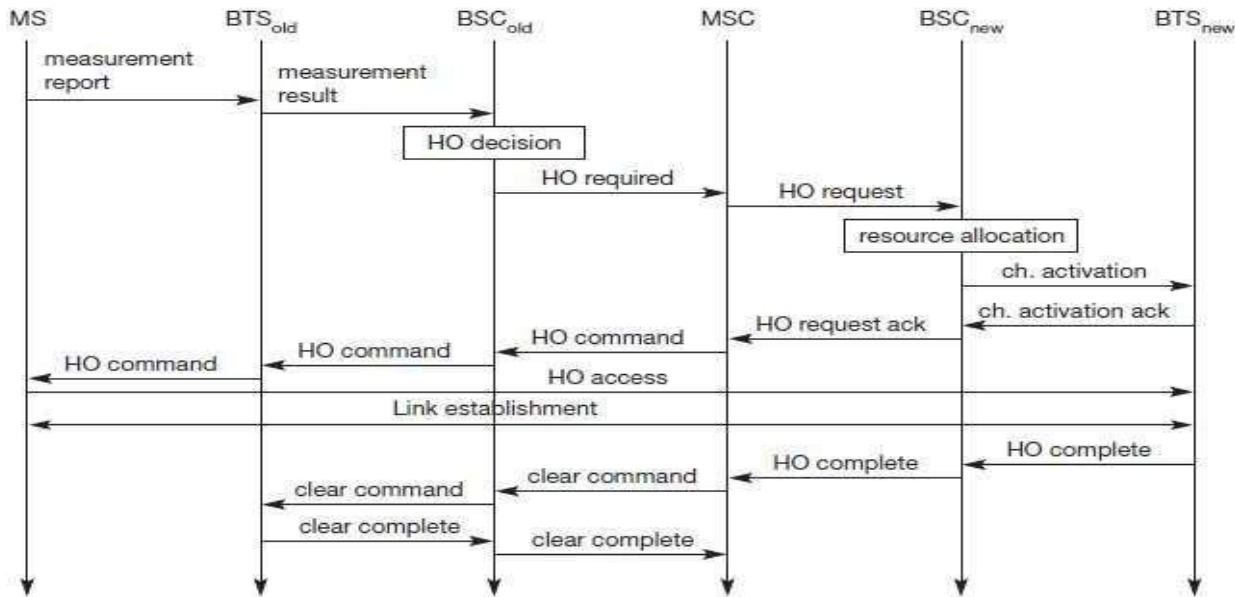 MS BTSold BSCold MSC BSCnew BTSnew
measurement
report
measurement
result
HO decision
HO required
HO request
resource allocation
ch. activation
ch. activation ack
HO request ack
HO command
HO command
HO command
HO access
Link establishment
HO complete
HO complete
clear command
clear command
clear complete
clear complete